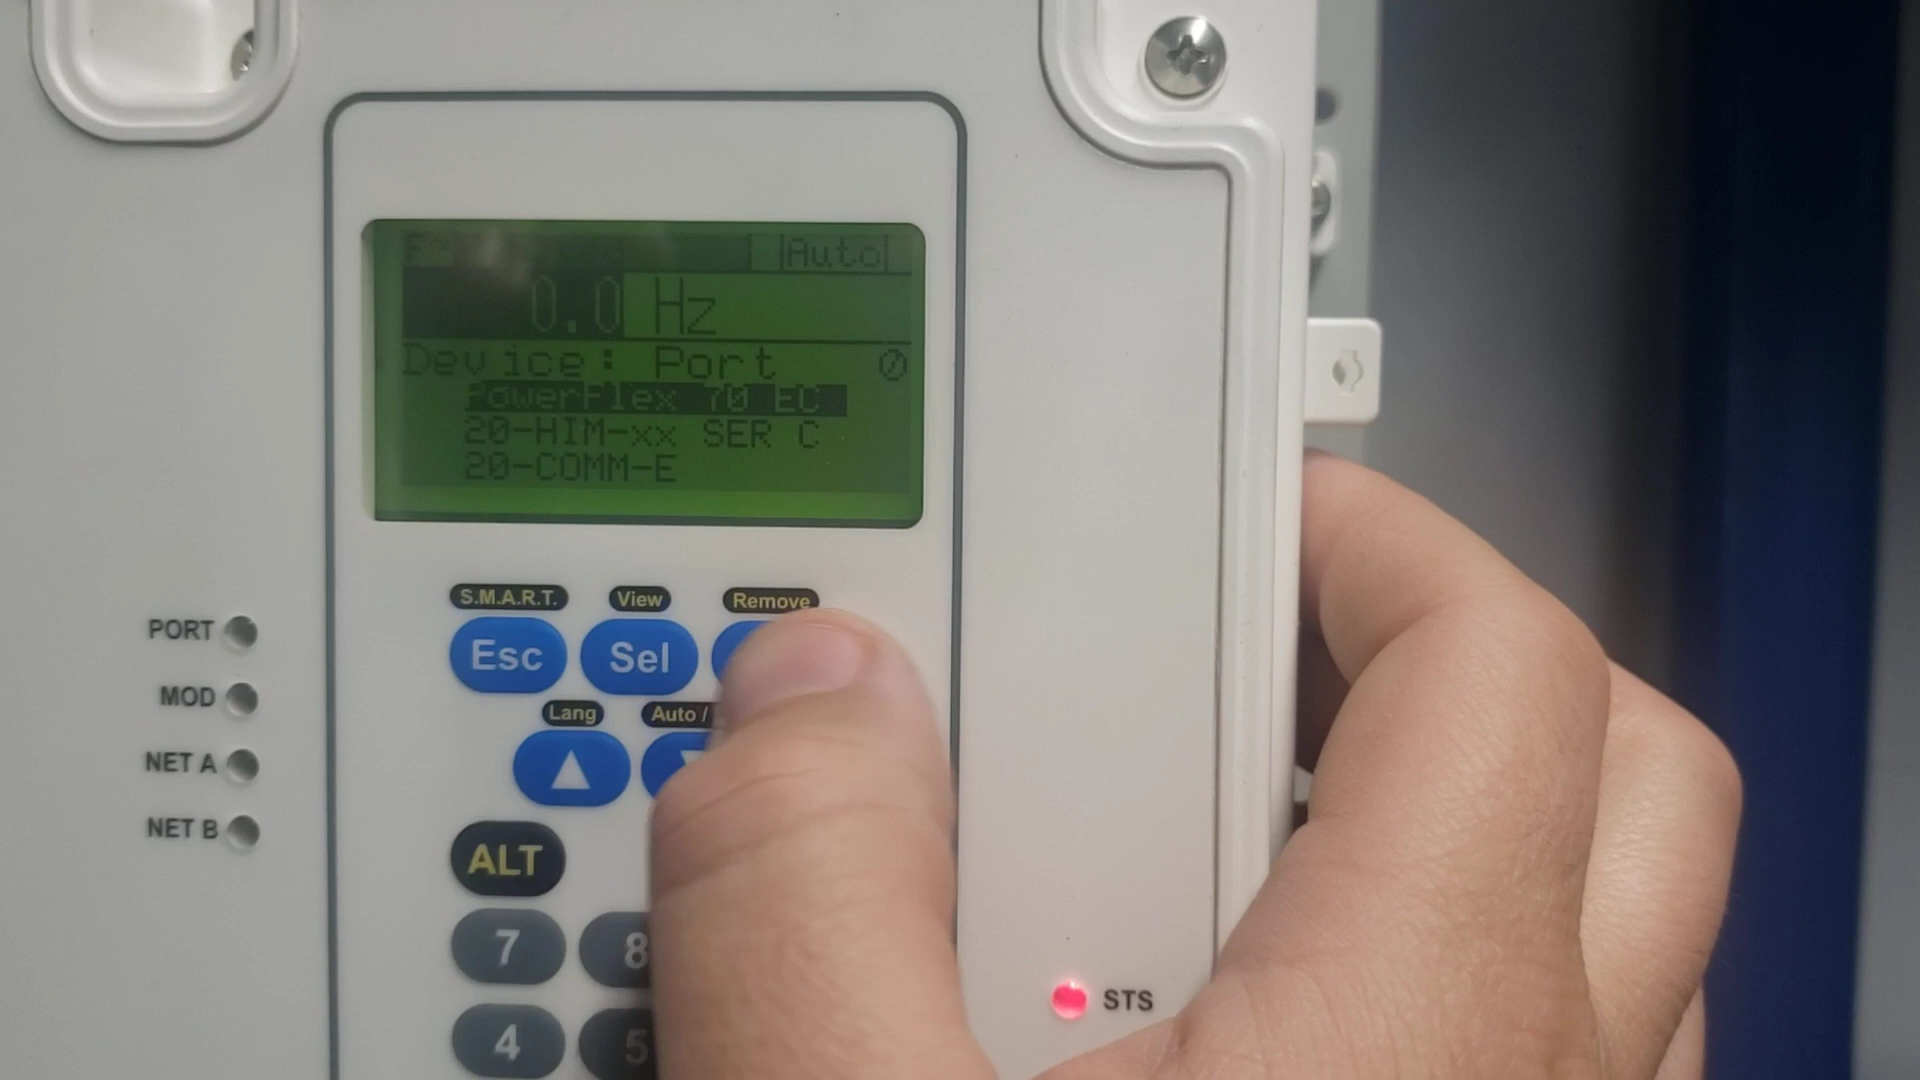 Auto
0.0 Hz
Device: Port 0
PowerFlex 70 EC
20-HIM-xx SER C
20-COMM-E
S.M.A.R.T. View Remove
Esc Sel
Lang Auto /
ALT
7 8
4 5
PORT
MOD
NET A
NET B
STS